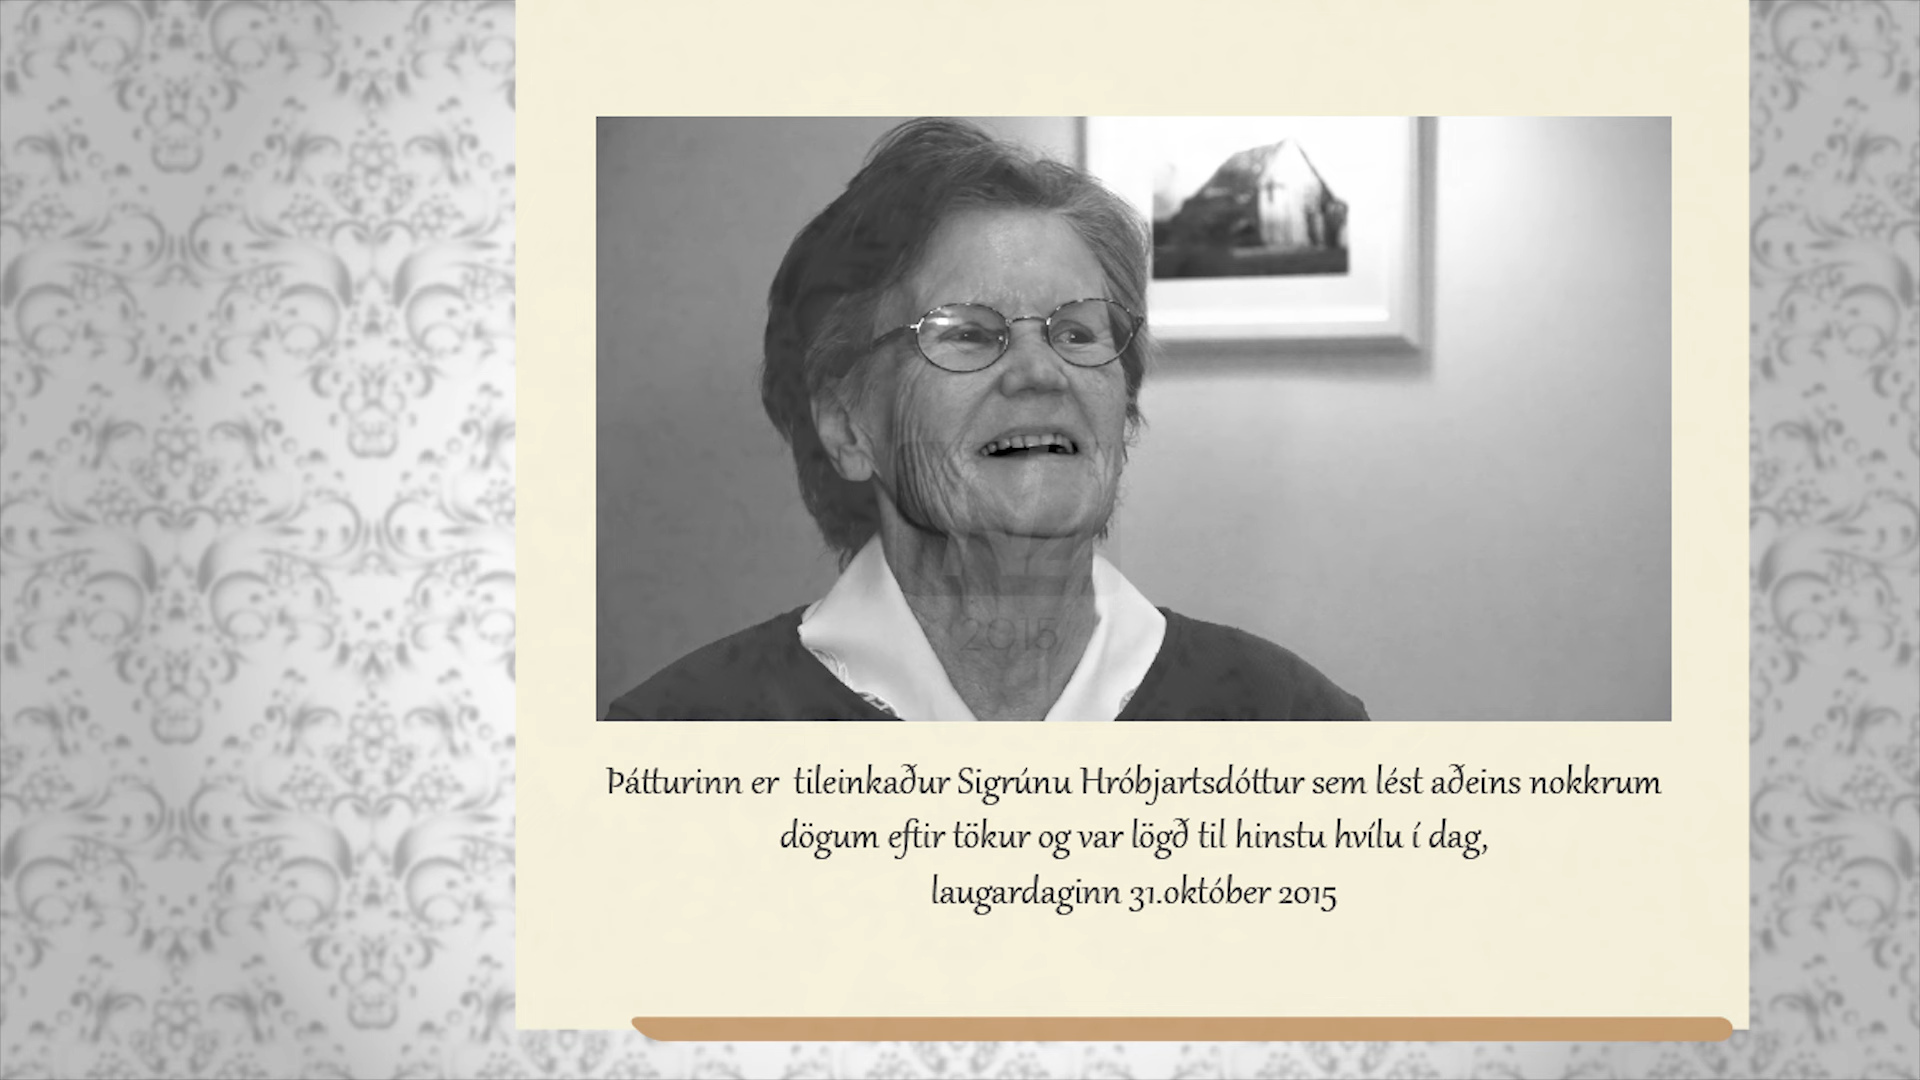 Þátturinn er tileinkaður Sigrúnu Hróbjartsdóttur sem lést aðeins nokkrum
dögum eftir tökur og var lögð til hinstu hvílu í dag,
laugardaginn 31.október 2015
2015